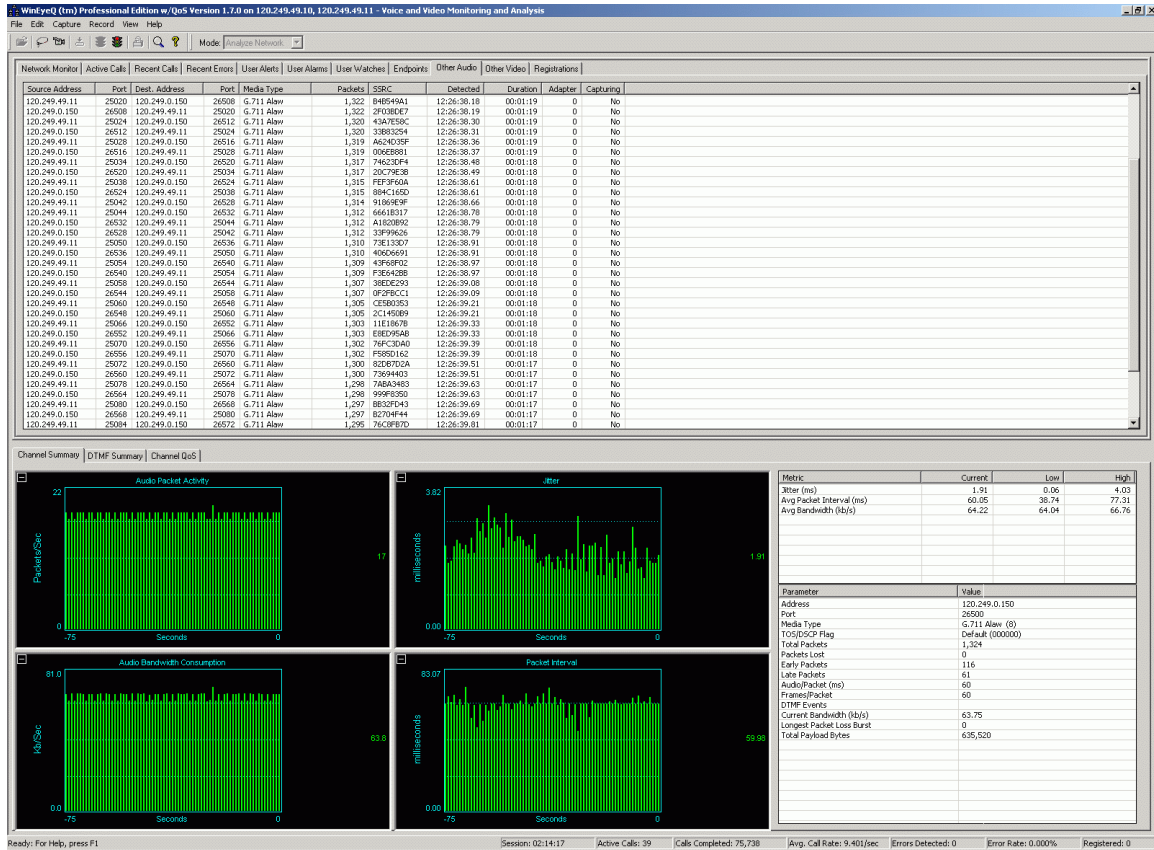 WinEyeQ (tm) Professional Edition w/QoS Version 1.7.0 on 120.249.49.10, 120.249.49.11 - Voice and Video Monitoring and Analysis
File Edit Capture Record View Help
Mode: Analyze Network
Network Monitor Active Calls Recent Calls Recent Errors User Alerts User Alarms User Watches Endpoints Other Audio Other Video Registrations
Source Address Port Dest. Address Port Media Type Packets SSRC Detected Duration Adapter Capturing
120.249.49.11 25020 120.249.0.150 26508 G.711 Alaw 1,322 B4B549A1 12:26:38.18 00:01:19 0 No
120.249.0.150 26508 120.249.49.11 25020 G.711 Alaw 1,322 2F03BDE7 12:26:38.19 00:01:19 0 No
120.249.49.11 25024 120.249.0.150 26512 G.711 Alaw 1,320 43A7E58C 12:26:38.30 00:01:19 0 No
120.249.0.150 26512 120.249.49.11 25024 G.711 Alaw 1,320 33B83254 12:26:38.31 00:01:19 0 No
120.249.49.11 25028 120.249.0.150 26516 G.711 Alaw 1,319 A624D35F 12:26:38.36 00:01:19 0 No
120.249.0.150 26516 120.249.49.11 25028 G.711 Alaw 1,319 006EB881 12:26:38.37 00:01:19 0 No
120.249.49.11 25034 120.249.0.150 26520 G.711 Alaw 1,317 74623DF4 12:26:38.48 00:01:18 0 No
120.249.0.150 26520 120.249.49.11 25034 G.711 Alaw 1,317 20C79E3B 12:26:38.49 00:01:18 0 No
120.249.49.11 25038 120.249.0.150 26524 G.711 Alaw 1,315 FEF3F60A 12:26:38.61 00:01:18 0 No
120.249.0.150 26524 120.249.49.11 25038 G.711 Alaw 1,315 884C165D 12:26:38.61 00:01:18 0 No
120.249.49.11 25042 120.249.0.150 26528 G.711 Alaw 1,314 91869E9F 12:26:38.66 00:01:18 0 No
120.249.49.11 25044 120.249.0.150 26532 G.711 Alaw 1,312 6661B317 12:26:38.78 00:01:18 0 No
120.249.0.150 26532 120.249.49.11 25044 G.711 Alaw 1,312 A1820B92 12:26:38.79 00:01:18 0 No
120.249.0.150 26528 120.249.49.11 25042 G.711 Alaw 1,312 33F99626 12:26:38.79 00:01:18 0 No
120.249.49.11 25050 120.249.0.150 26536 G.711 Alaw 1,310 73E133D7 12:26:38.91 00:01:18 0 No
120.249.0.150 26536 120.249.49.11 25050 G.711 Alaw 1,310 406D6691 12:26:38.91 00:01:18 0 No
120.249.49.11 25054 120.249.0.150 26540 G.711 Alaw 1,309 43F68F02 12:26:38.97 00:01:18 0 No
120.249.0.150 26540 120.249.49.11 25054 G.711 Alaw 1,309 F3E642BB 12:26:38.97 00:01:18 0 No
120.249.49.11 25058 120.249.0.150 26544 G.711 Alaw 1,307 38EDE293 12:26:39.08 00:01:18 0 No
120.249.0.150 26544 120.249.49.11 25058 G.711 Alaw 1,307 0F2FBCC1 12:26:39.09 00:01:18 0 No
120.249.49.11 25060 120.249.0.150 26548 G.711 Alaw 1,305 CE5B0353 12:26:39.21 00:01:18 0 No
120.249.0.150 26548 120.249.49.11 25060 G.711 Alaw 1,305 2C1450B9 12:26:39.21 00:01:18 0 No
120.249.49.11 25066 120.249.0.150 26552 G.711 Alaw 1,303 11E1867B 12:26:39.33 00:01:18 0 No
120.249.0.150 26552 120.249.49.11 25066 G.711 Alaw 1,303 E8ED95AB 12:26:39.33 00:01:18 0 No
120.249.49.11 25070 120.249.0.150 26556 G.711 Alaw 1,302 76FC3DA0 12:26:39.39 00:01:18 0 No
120.249.0.150 26556 120.249.49.11 25070 G.711 Alaw 1,302 F585D162 12:26:39.39 00:01:18 0 No
120.249.49.11 25072 120.249.0.150 26560 G.711 Alaw 1,300 82DB7D2A 12:26:39.51 00:01:17 0 No
120.249.0.150 26560 120.249.49.11 25072 G.711 Alaw 1,300 73694403 12:26:39.51 00:01:17 0 No
120.249.49.11 25078 120.249.0.150 26564 G.711 Alaw 1,298 7ABA3483 12:26:39.63 00:01:17 0 No
120.249.0.150 26564 120.249.49.11 25078 G.711 Alaw 1,298 999F8350 12:26:39.63 00:01:17 0 No
120.249.49.11 25080 120.249.0.150 26568 G.711 Alaw 1,297 BB32FD43 12:26:39.69 00:01:17 0 No
120.249.0.150 26568 120.249.49.11 25080 G.711 Alaw 1,297 B2704F44 12:26:39.69 00:01:17 0 No
120.249.49.11 25084 120.249.0.150 26572 G.711 Alaw 1,295 76C8FB7D 12:26:39.81 00:01:17 0 No
Channel Summary DTMF Summary Channel QoS
Audio Packet Activity
22
Packets/Sec
17
0
-75 Seconds 0
Jitter
3.82
milliseconds
1.91
0.00
-75 Seconds 0
Audio Bandwidth Consumption
81.0
Kb/Sec
63.8
0.0
-75 Seconds 0
Packet Interval
83.07
milliseconds
59.98
0.00
-75 Seconds 0
Metric Current Low High
Jitter (ms) 1.91 0.06 4.03
Avg Packet Interval (ms) 60.05 38.74 77.31
Avg Bandwidth (kb/s) 64.22 64.04 66.76
Parameter Value
Address 120.249.0.150
Port 26500
Media Type G.711 Alaw (8)
TOS/DSCP Flag Default (000000)
Total Packets 1,324
Packets Lost 0
Early Packets 116
Late Packets 61
Audio/Packet (ms) 60
Frames/Packet 60
DTMF Events
Current Bandwidth (kb/s) 63.75
Longest Packet Loss Burst 0
Total Payload Bytes 635,520
Ready: For Help, press F1 Session: 02:14:17 Active Calls: 39 Calls Completed: 75,738 Avg. Call Rate: 9.401/sec Errors Detected: 0 Error Rate: 0.000% Registered: 0